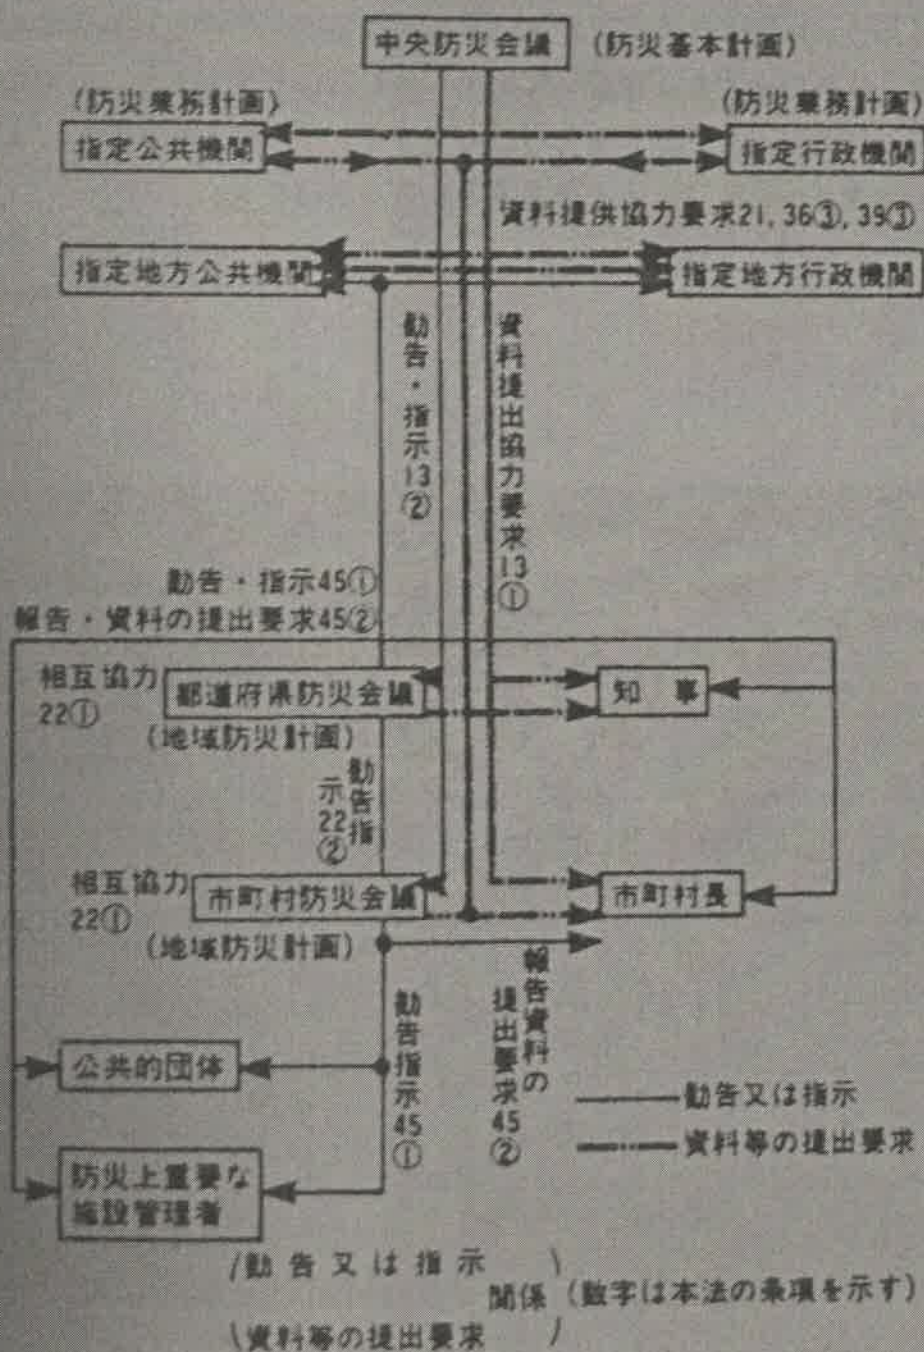 中央防災会議 (防災基本計画)
(防災業務計画) (防災業務計画)
指定公共機関 指定行政機関
資料提供協力要求21, 36③, 39③
指定地方公共機関 指定地方行政機関
勧告・指示13②
資料提出協力要求13①
勧告・指示45①
報告・資料の提出要求45②
相互協力 都道府県防災会議 知事
22①
(地域防災計画)
勧告指
示22②
相互協力 市町村防災会議 市町村長
22①
(地域防災計画)
勧告指示45①
報告資料の
提出要求45②
公共的団体
勧告又は指示
資料等の提出要求
防災上重要な
施設管理者
(勧告又は指示)
関係 (数字は本法の条項を示す)
(資料等の提出要求)